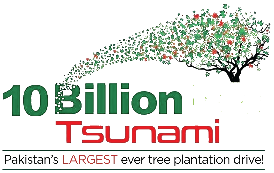 10 Billion
Tsunami
Pakistan's LARGEST ever tree plantation drive!